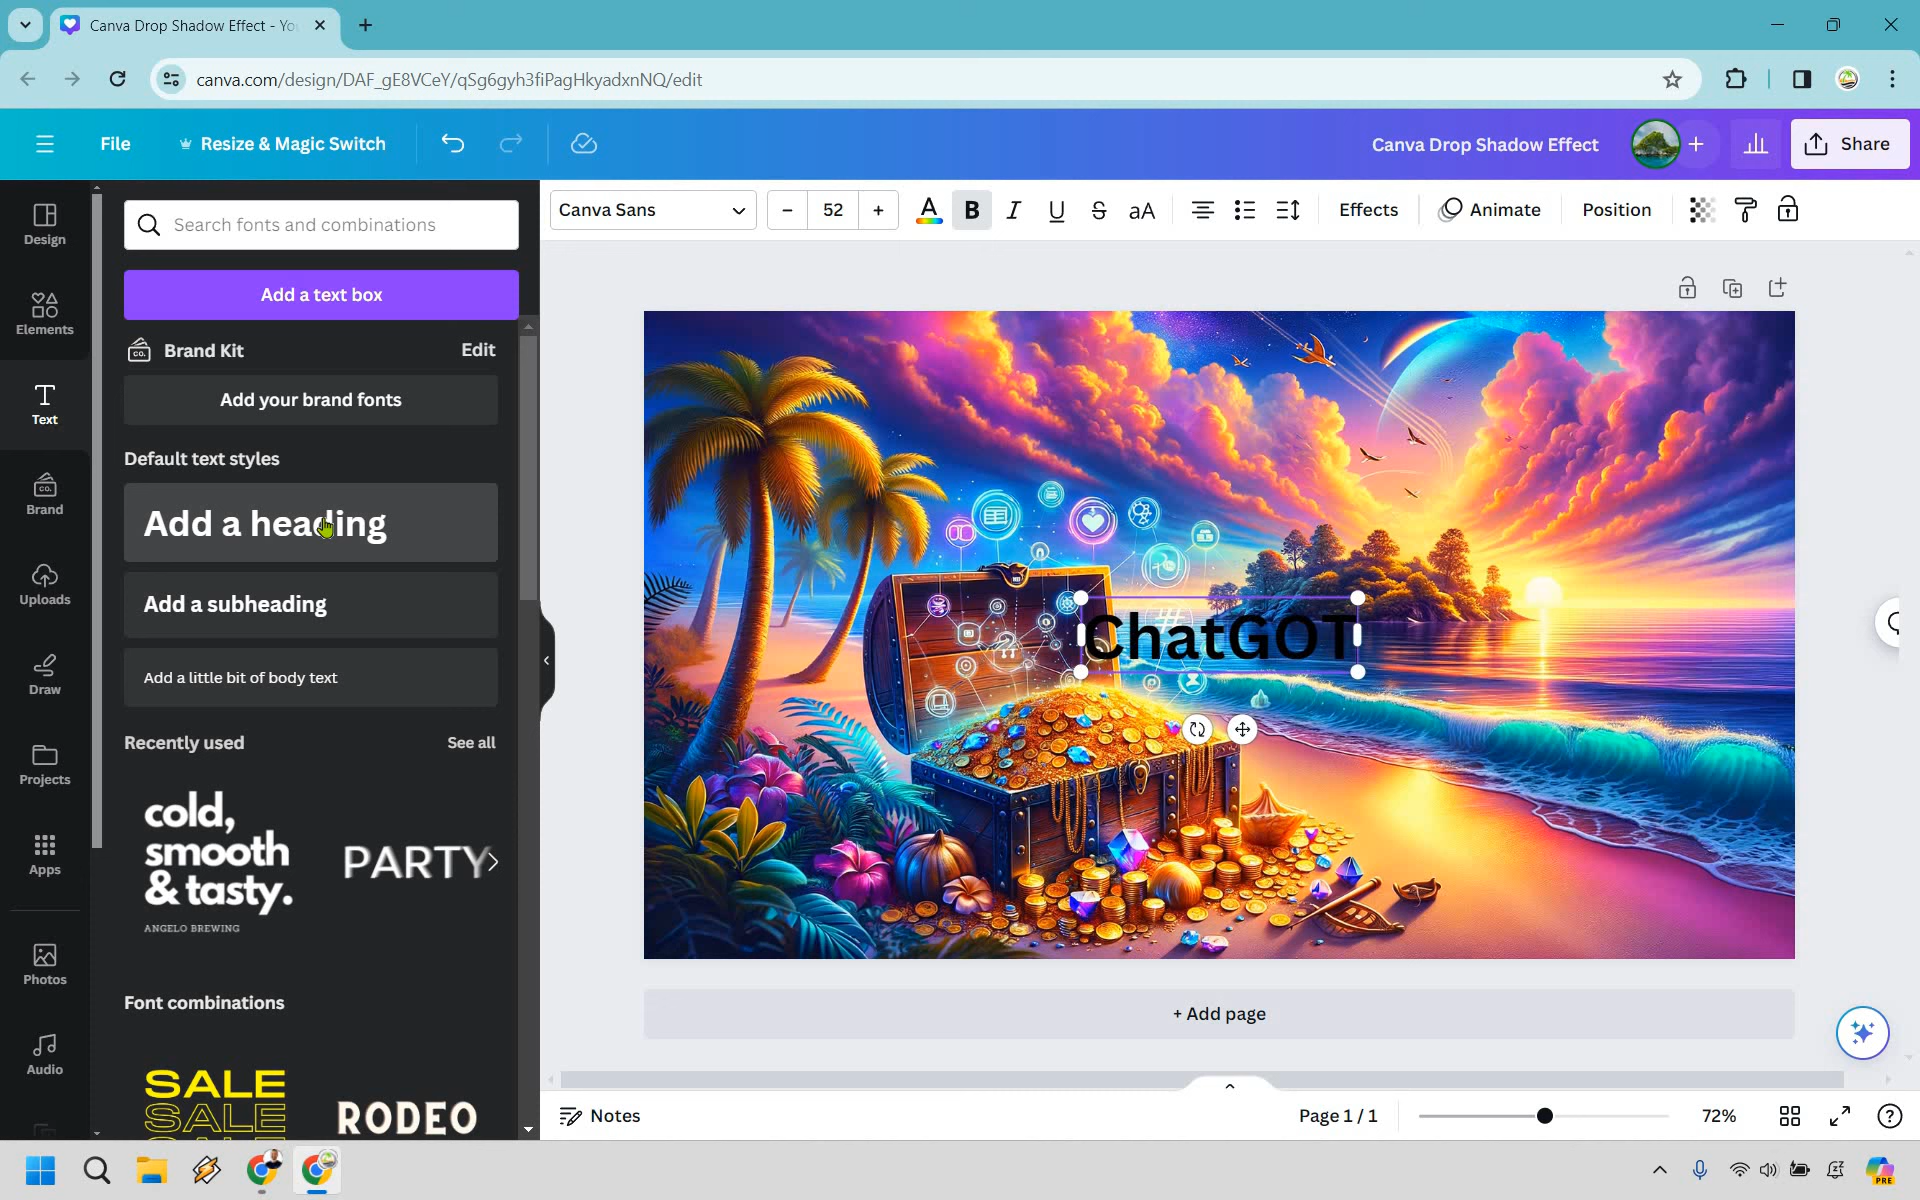 Canva Drop Shadow Effect - Yo
canva.com/design/DAF_gE8VCeY/qSg6gyh3fiPagHkyadxnNQ/edit
File
Resize & Magic Switch
Canva Drop Shadow Effect
Share
Design
Elements
Text
Brand
Uploads
Draw
Projects
Apps
Photos
Audio
Search fonts and combinations
Add a text box
Brand Kit
Edit
Add your brand fonts
Default text styles
Add a heading
Add a subheading
Add a little bit of body text
Recently used
See all
cold,
smooth
& tasty.
ANGELO BREWING
PARTY
Font combinations
SALE
SALE
SALE
RODEO
Canva Sans
52
B
I
U
S
aA
Effects
Animate
Position
ChatGOT
+ Add page
Notes
Page 1 / 1
72%
PRE